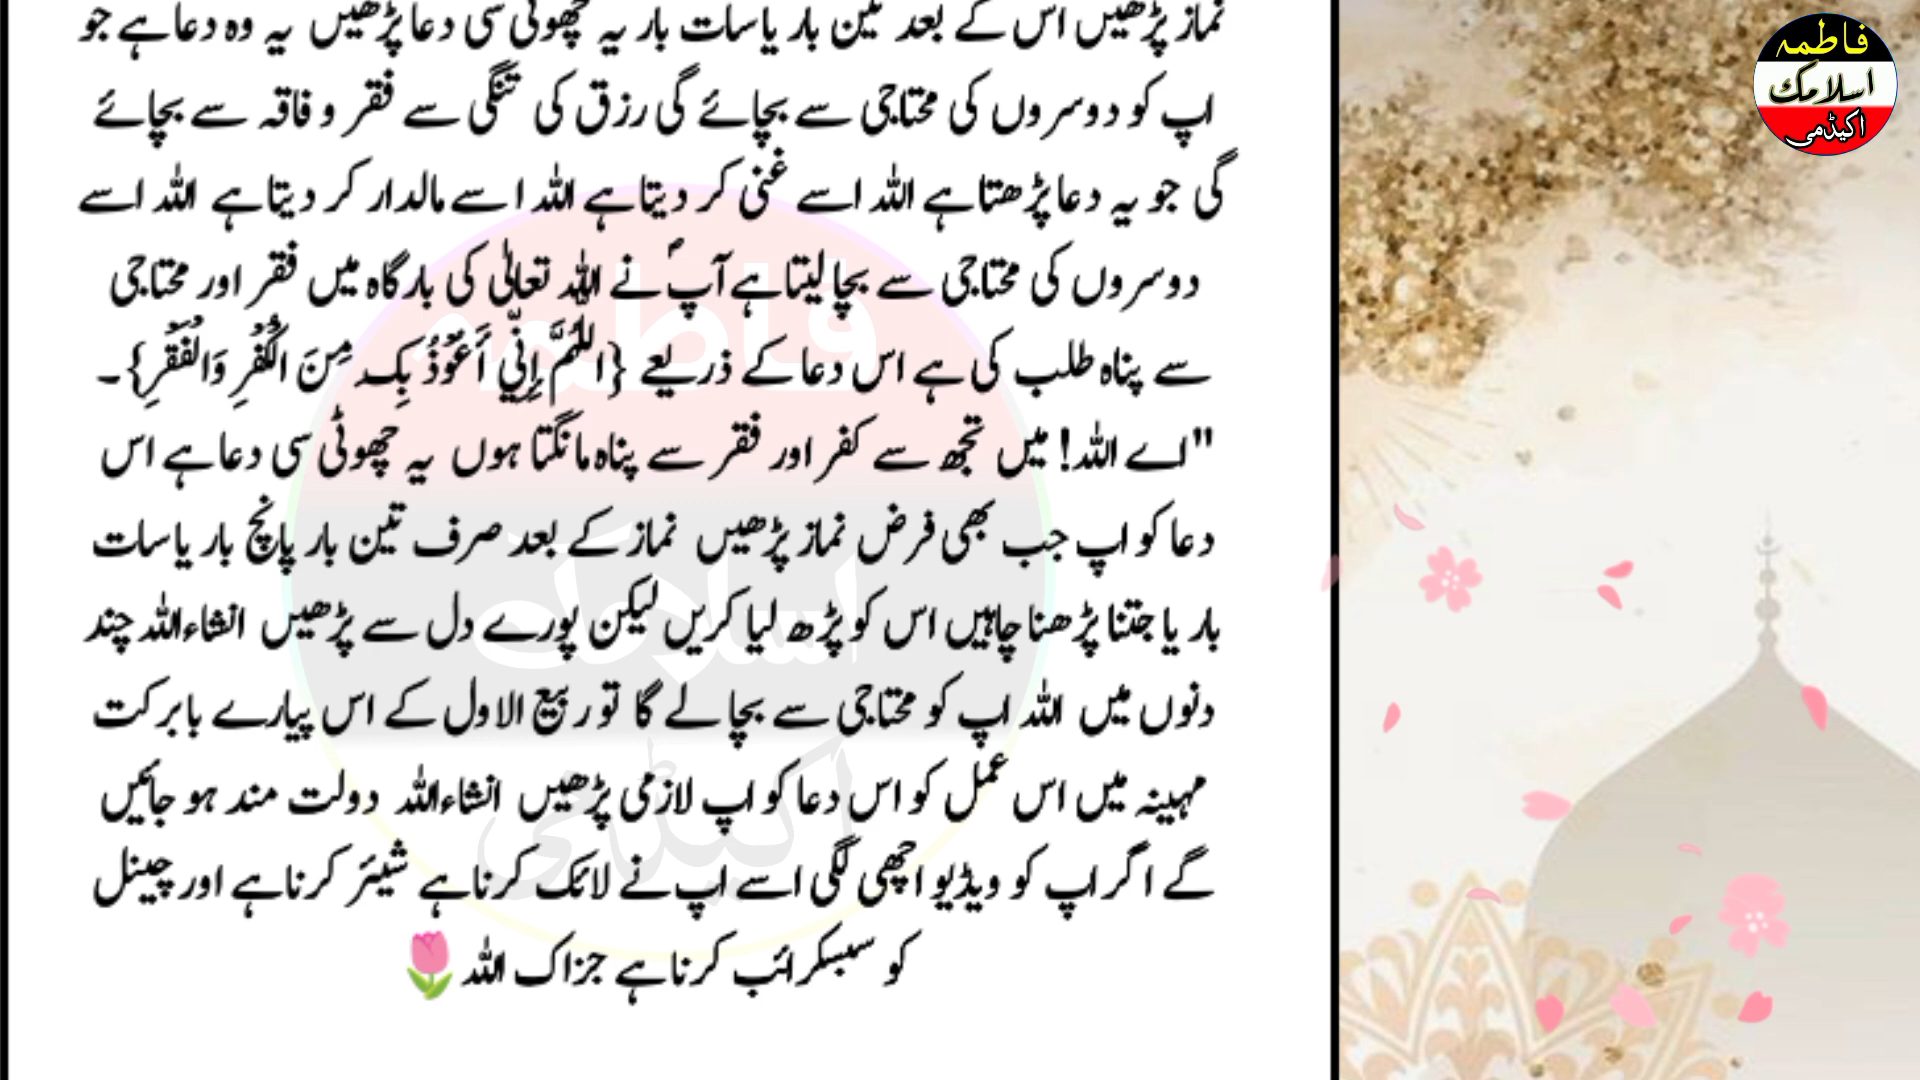 نماز پڑھیں اس کے بعد تین بار یا سات بار یہ چھوٹی سی دعا پڑھیں یہ وہ دعا ہے جو
اپ کو دوسروں کی محتاجی سے بچائے گی رزق کی تنگی سے فقر و فاقہ سے بچائے
گی جو یہ دعا پڑھتا ہے اللہ اسے غنی کر دیتا ہے اللہ اسے مالدار کر دیتا ہے اللہ اسے
دوسروں کی محتاجی سے بچا لیتا ہے آپؐ نے اللہ تعالیٰ کی بارگاہ میں فقر اور محتاجی
سے پناہ طلب کی ہے اس دعا کے ذریعے {اللَّهُمَّ إِنِّي أَعُوْذُ بِكَ مِنَ الْكُفْرِ وَالْفَقْرِ}۔
"اے اللہ! میں تجھ سے کفر اور فقر سے پناہ مانگتا ہوں یہ چھوٹی سی دعا ہے اس
دعا کو اپ جب بھی فرض نماز پڑھیں نماز کے بعد صرف تین بار پانچ بار یا سات
بار یا جتنا پڑھنا چاہیں اس کو پڑھ لیا کریں لیکن پورے دل سے پڑھیں انشاءاللہ چند
دنوں میں اللہ اپ کو محتاجی سے بچا لے گا تو ربیع الاول کے اس پیارے بابرکت
مہینہ میں اس عمل کو اس دعا کو اپ لازمی پڑھیں انشاءاللہ دولت مند ہو جائیں
گے اگر اپ کو ویڈیو اچھی لگی اسے اپ نے لائک کرنا ہے شیئر کرنا ہے اور چینل
کو سبسکرائب کرنا ہے جزاک اللہ🌷
فاطمہ
اسلامک
اکیڈمی
فاطمہ
اسلامک
اکیڈمی